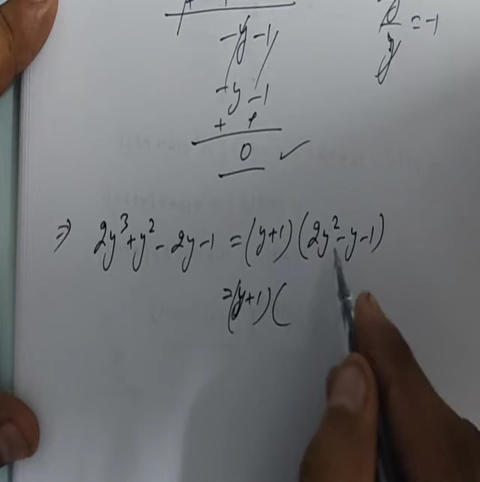 -y-1
-y-1
+ +
0 ✓
y = -1
⇒ 2y³+y²-2y-1 = (y+1)(2y²-y-1)
= (y+1)(